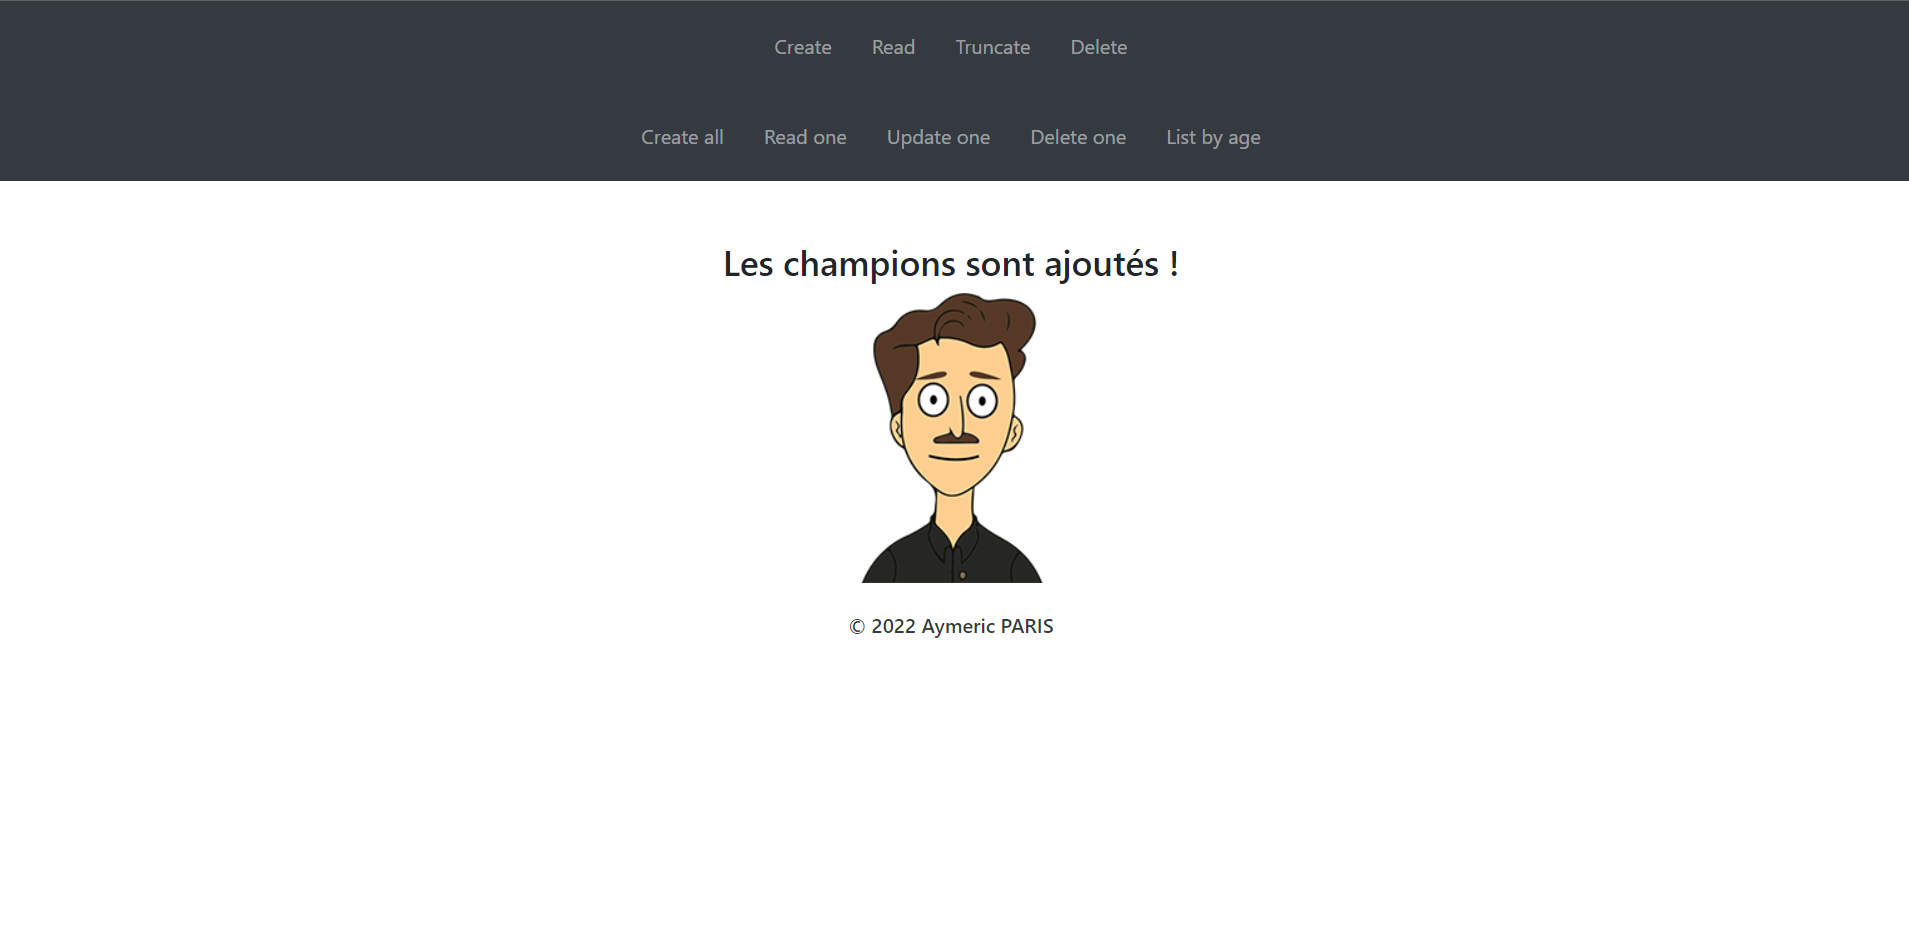 Create Read Truncate Delete
Create all Read one Update one Delete one List by age
Les champions sont ajoutés !
© 2022 Aymeric PARIS